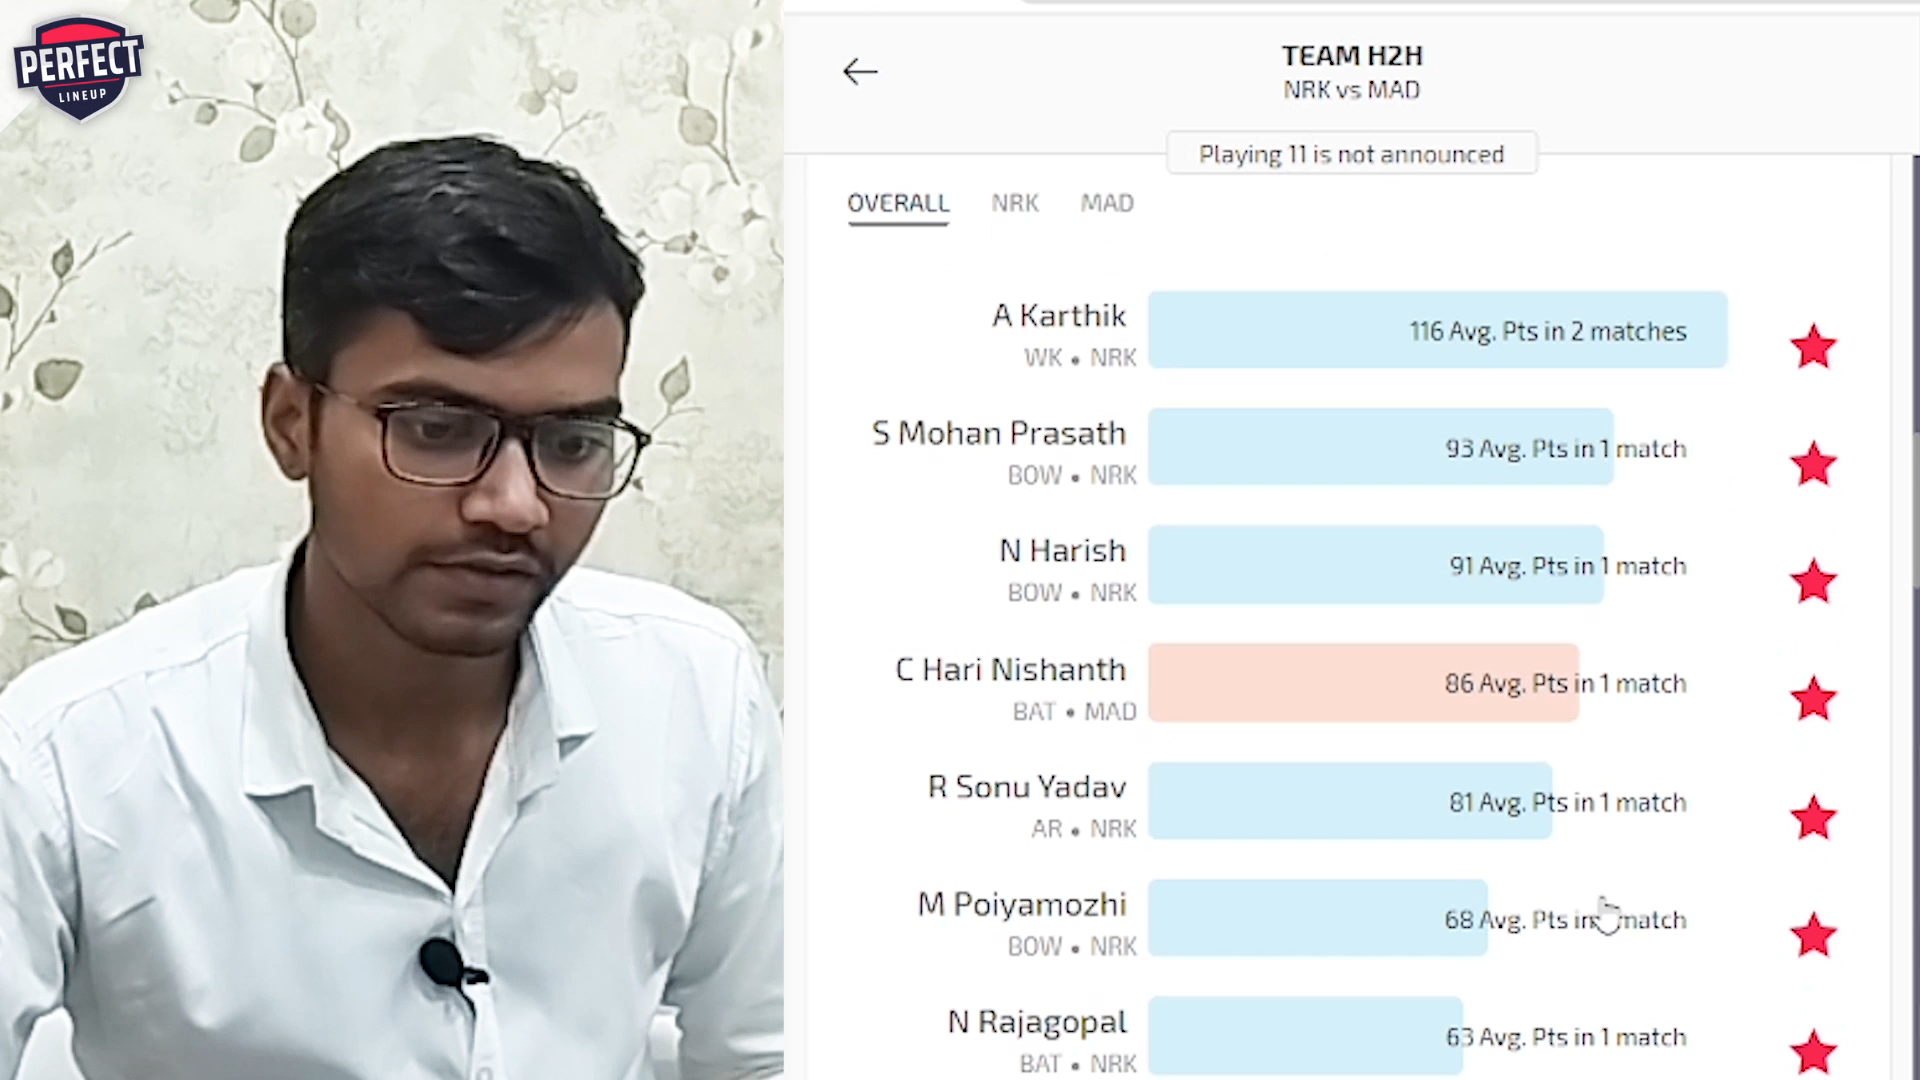 PERFECT
LINEUP
TEAM H2H
NRK vs MAD
Playing 11 is not announced
OVERALL NRK MAD
A Karthik
WK • NRK
116 Avg. Pts in 2 matches
S Mohan Prasath
BOW • NRK
93 Avg. Pts in 1 match
N Harish
BOW • NRK
91 Avg. Pts in 1 match
C Hari Nishanth
BAT • MAD
86 Avg. Pts in 1 match
R Sonu Yadav
AR • NRK
81 Avg. Pts in 1 match
M Poiyamozhi
BOW • NRK
68 Avg. Pts in match
N Rajagopal
BAT • NRK
63 Avg. Pts in 1 match